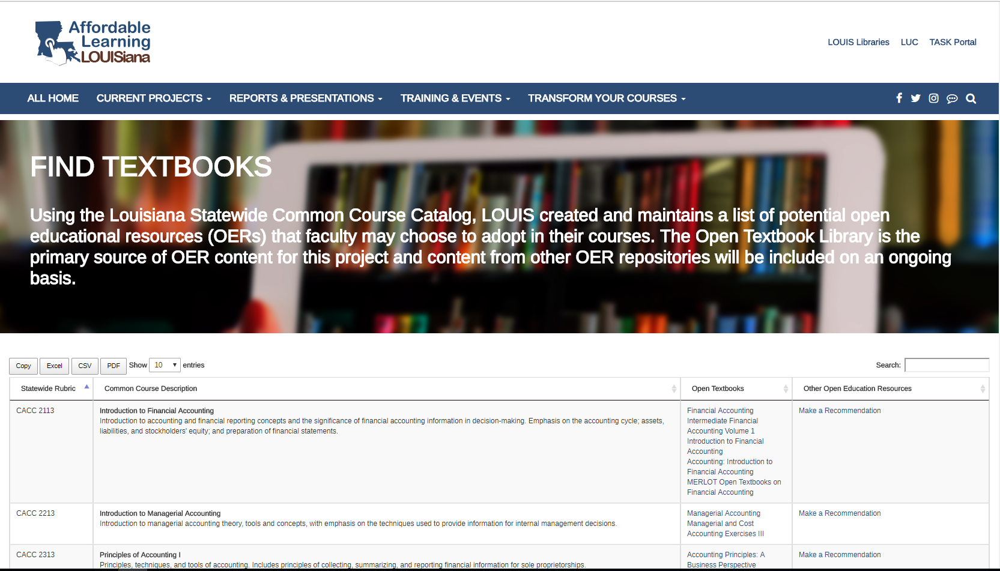 Affordable
Learning
LOUISiana
LOUIS Libraries LUC TASK Portal
ALL HOME CURRENT PROJECTS REPORTS & PRESENTATIONS TRAINING & EVENTS TRANSFORM YOUR COURSES
FIND TEXTBOOKS
Using the Louisiana Statewide Common Course Catalog, LOUIS created and maintains a list of potential open
educational resources (OERs) that faculty may choose to adopt in their courses. The Open Textbook Library is the
primary source of OER content for this project and content from other OER repositories will be included on an ongoing
basis.
Copy Excel CSV PDF Show 10 entries Search:
Statewide Rubric Common Course Description Open Textbooks Other Open Education Resources
CACC 2113
Introduction to Financial Accounting
Introduction to accounting and financial reporting concepts and the significance of financial accounting information in decision-making. Emphasis on the accounting cycle; assets,
liabilities, and stockholders' equity; and preparation of financial statements.
Financial Accounting
Intermediate Financial
Accounting Volume 1
Introduction to Financial
Accounting
Accounting: Introduction to
Financial Accounting
MERLOT Open Textbooks on
Financial Accounting
Make a Recommendation
CACC 2213
Introduction to Managerial Accounting
Introduction to managerial accounting theory, tools and concepts, with emphasis on the techniques used to provide information for internal management decisions.
Managerial Accounting
Managerial and Cost
Accounting Exercises III
Make a Recommendation
CACC 2313
Principles of Accounting I
Principles, techniques, and tools of accounting. Includes principles of collecting, summarizing, and reporting financial information for sole proprietorships.
Accounting Principles: A
Business Perspective
Make a Recommendation